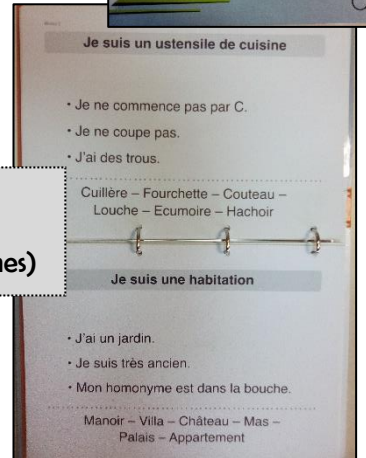 Je suis un ustensile de cuisine
• Je ne commence pas par C.
• Je ne coupe pas.
• J'ai des trous.
Cuillère – Fourchette – Couteau –
Louche – Ecumoire – Hachoir
nes)
Je suis une habitation
• J'ai un jardin.
• Je suis très ancien.
• Mon homonyme est dans la bouche.
Manoir – Villa – Château – Mas –
Palais – Appartement